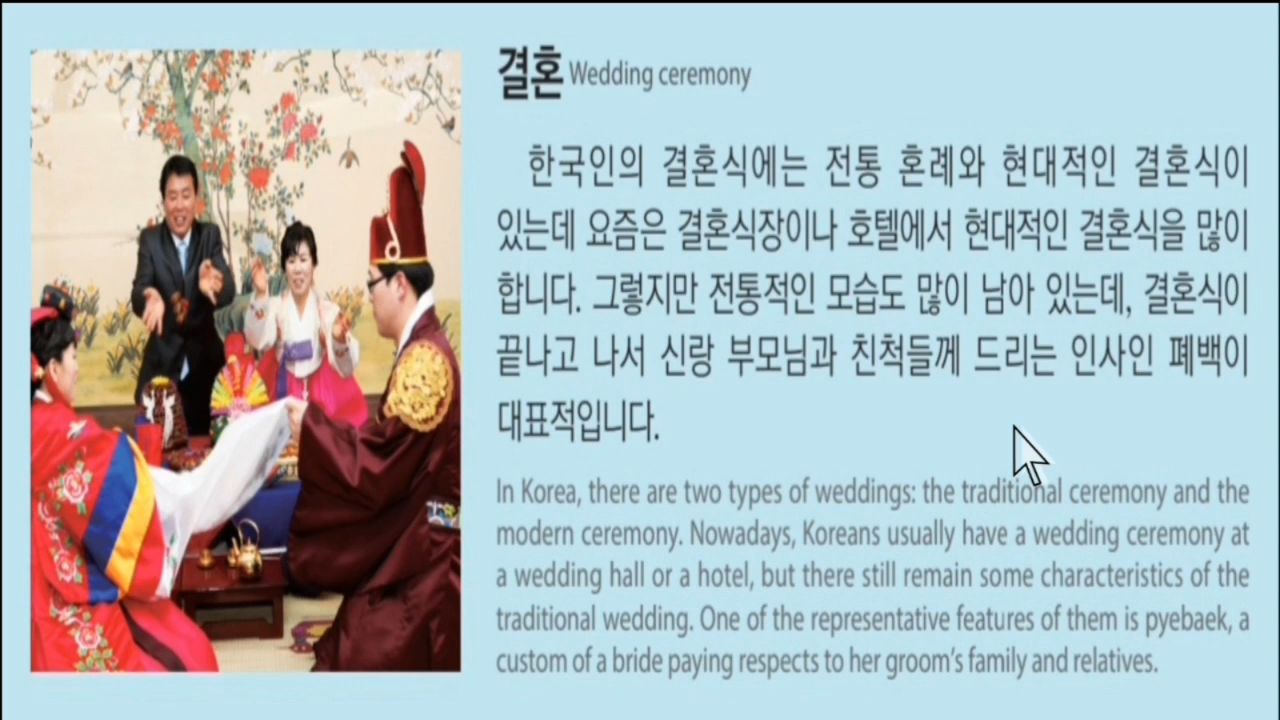 결혼 Wedding ceremony
한국인의 결혼식에는 전통 혼례와 현대적인 결혼식이
있는데 요즘은 결혼식장이나 호텔에서 현대적인 결혼식을 많이
합니다. 그렇지만 전통적인 모습도 많이 남아 있는데, 결혼식이
끝나고 나서 신랑 부모님과 친척들께 드리는 인사인 폐백이
대표적입니다.
In Korea, there are two types of weddings: the traditional ceremony and the
modern ceremony. Nowadays, Koreans usually have a wedding ceremony at
a wedding hall or a hotel, but there still remain some characteristics of the
traditional wedding. One of the representative features of them is pyebaek, a
custom of a bride paying respects to her groom’s family and relatives.